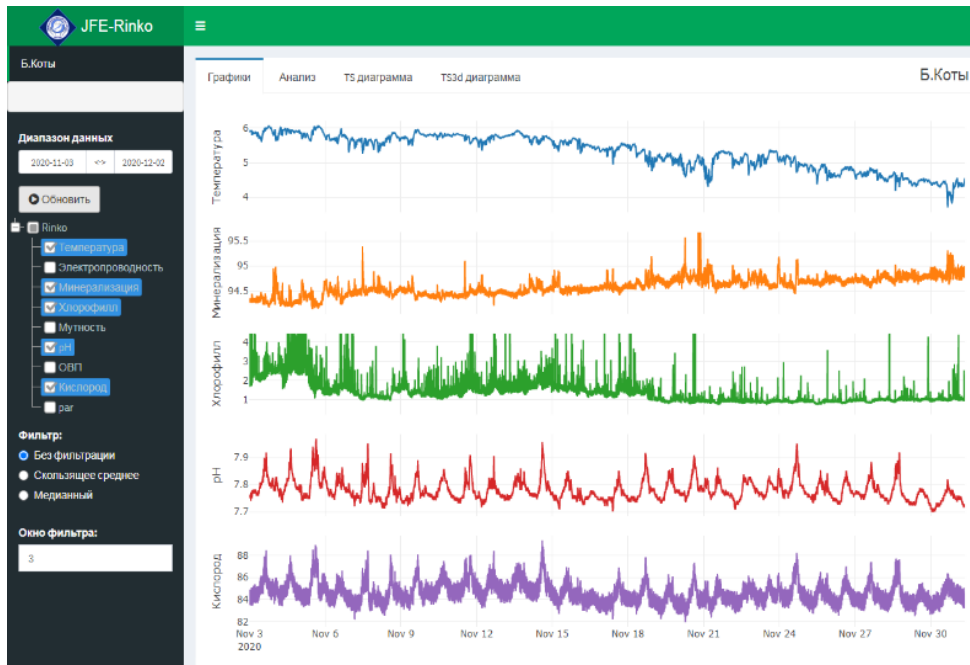 JFE-Rinko
☰
Б.Коты
Диапазон данных
2020-11-03 <-> 2020-12-02
Обновить
Rinko
Температура
Электропроводность
Минерализация
Хлорофилл
Мутность
pH
ОВП
Кислород
par
Фильтр:
Без фильтрации
Скользящее среднее
Медианный
Окно фильтра:
3
Графики Анализ TS диаграмма TS3d диаграмма Б.Коты
Температура
6
5
4
Минерализация
95.5
95
94.5
Хлорофилл
4
3
2
1
pH
7.9
7.8
7.7
Кислород
88
86
84
82
Nov 3 Nov 6 Nov 9 Nov 12 Nov 15 Nov 18 Nov 21 Nov 24 Nov 27 Nov 30
2020